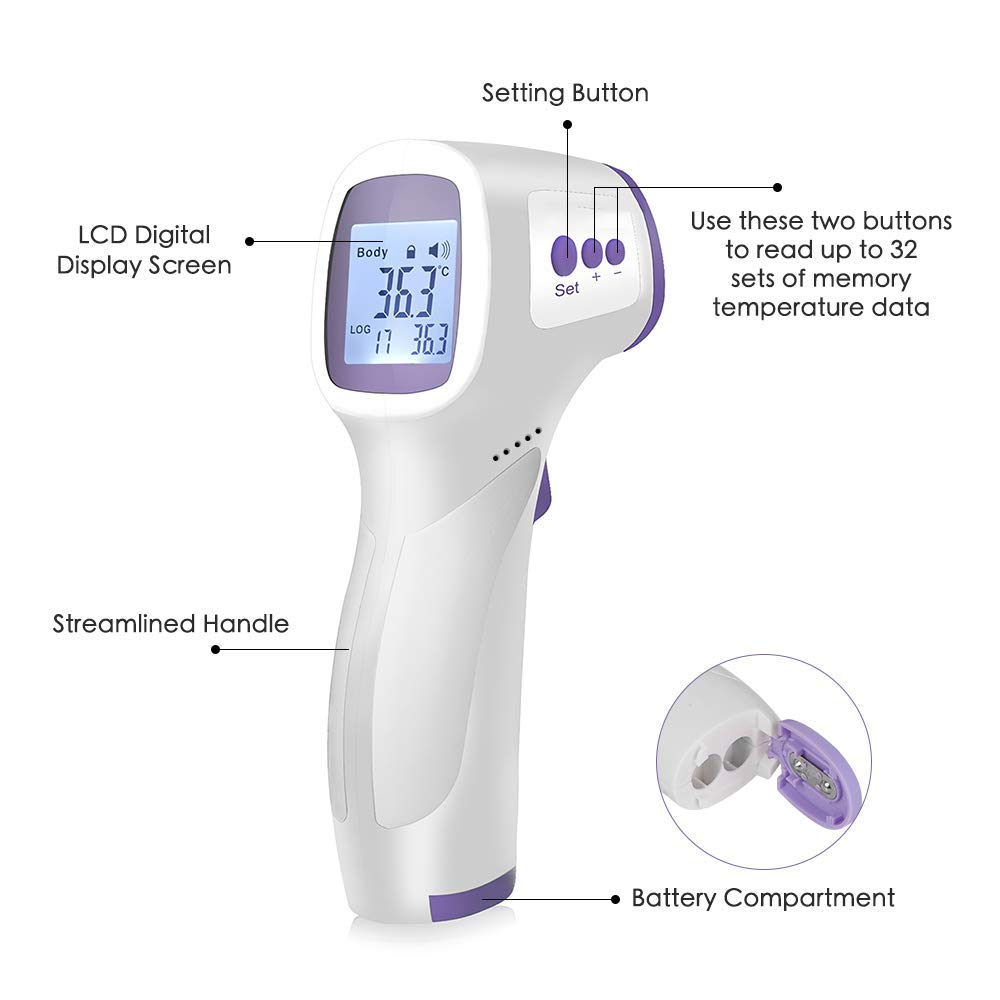 Setting Button
LCD Digital
Display Screen
Use these two buttons
to read up to 32
sets of memory
temperature data
Body
36.3°C
LOG 17 36.3
Set + -
Streamlined Handle
Battery Compartment